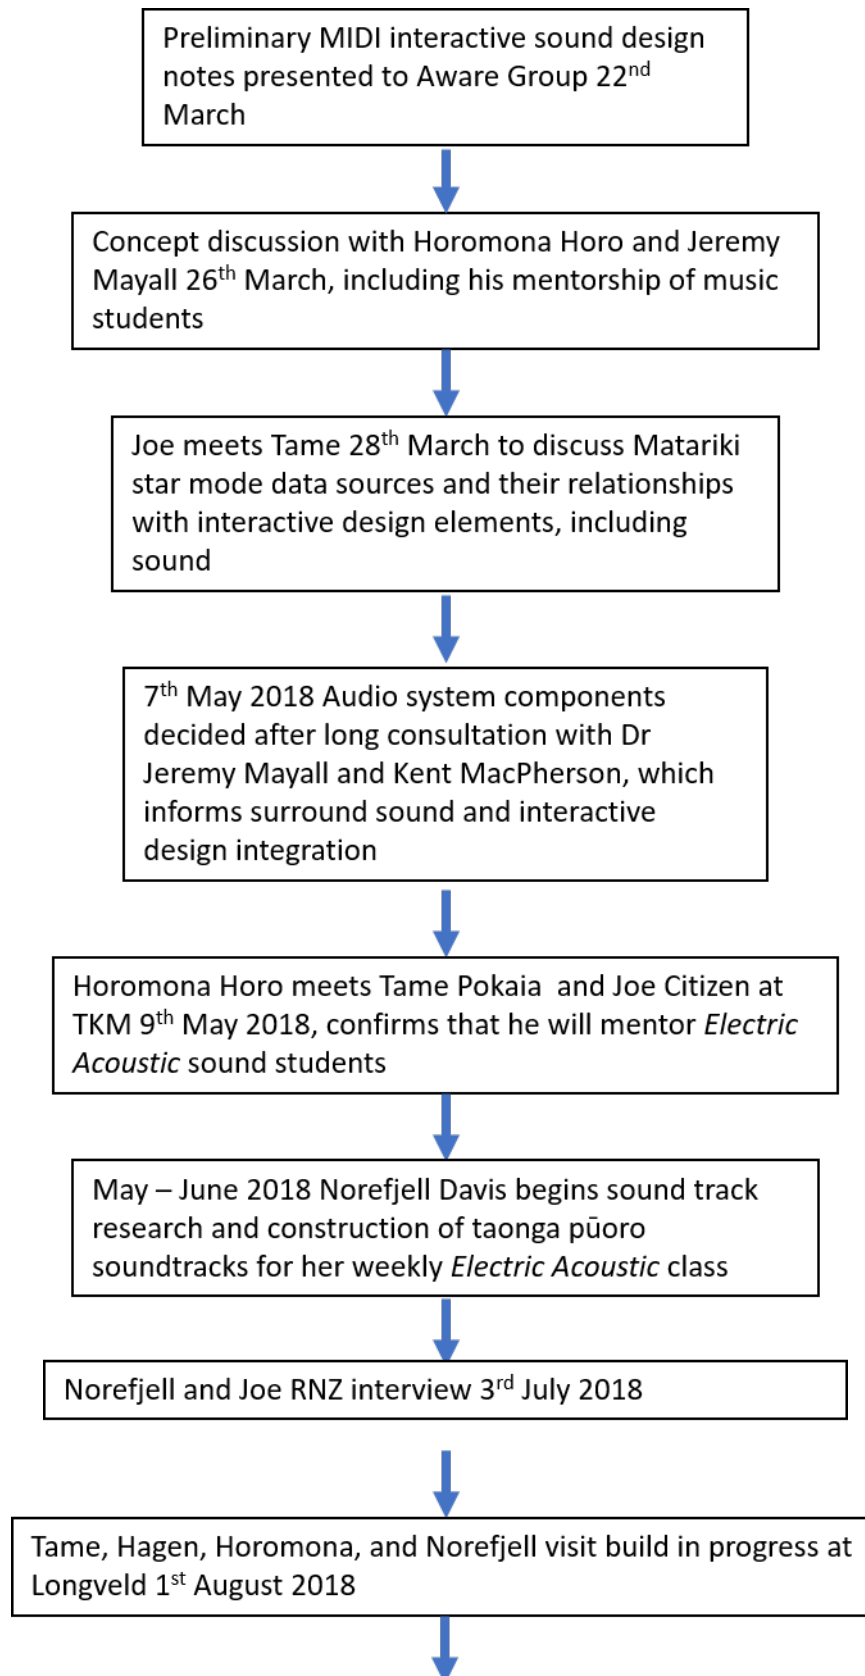 Preliminary MIDI interactive sound design
notes presented to Aware Group 22nd
March
Concept discussion with Horomona Horo and Jeremy
Mayall 26th March, including his mentorship of music
students
Joe meets Tame 28th March to discuss Matariki
star mode data sources and their relationships
with interactive design elements, including
sound
7th May 2018 Audio system components
decided after long consultation with Dr
Jeremy Mayall and Kent MacPherson, which
informs surround sound and interactive
design integration
Horomona Horo meets Tame Pokaia and Joe Citizen at
TKM 9th May 2018, confirms that he will mentor Electric
Acoustic sound students
May – June 2018 Norefjell Davis begins sound track
research and construction of taonga pūoro
soundtracks for her weekly Electric Acoustic class
Norefjell and Joe RNZ interview 3rd July 2018
Tame, Hagen, Horomona, and Norefjell visit build in progress at
Longveld 1st August 2018